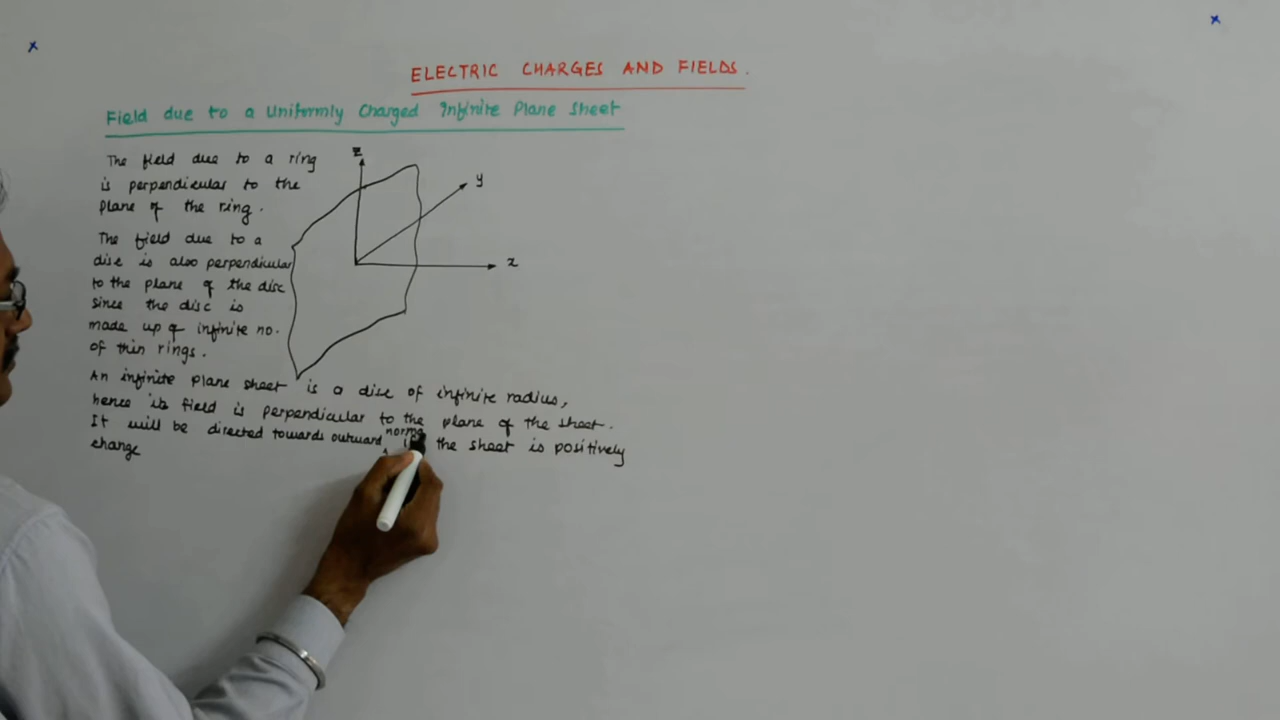 x
x
ELECTRIC CHARGES AND FIELDS.
Field due to a Uniformly Charged Infinite Plane Sheet
The field due to a ring
is perpendicular to the
plane of the ring.
The field due to a
disc is also perpendicular
to the plane of the disc
since the disc is
made up of infinite no.
of thin rings.
z
y
x
An infinite plane sheet is a disc of infinite radius,
hence its field is perpendicular to the plane of the sheet.
It will be directed towards outward norma the sheet is positively
change